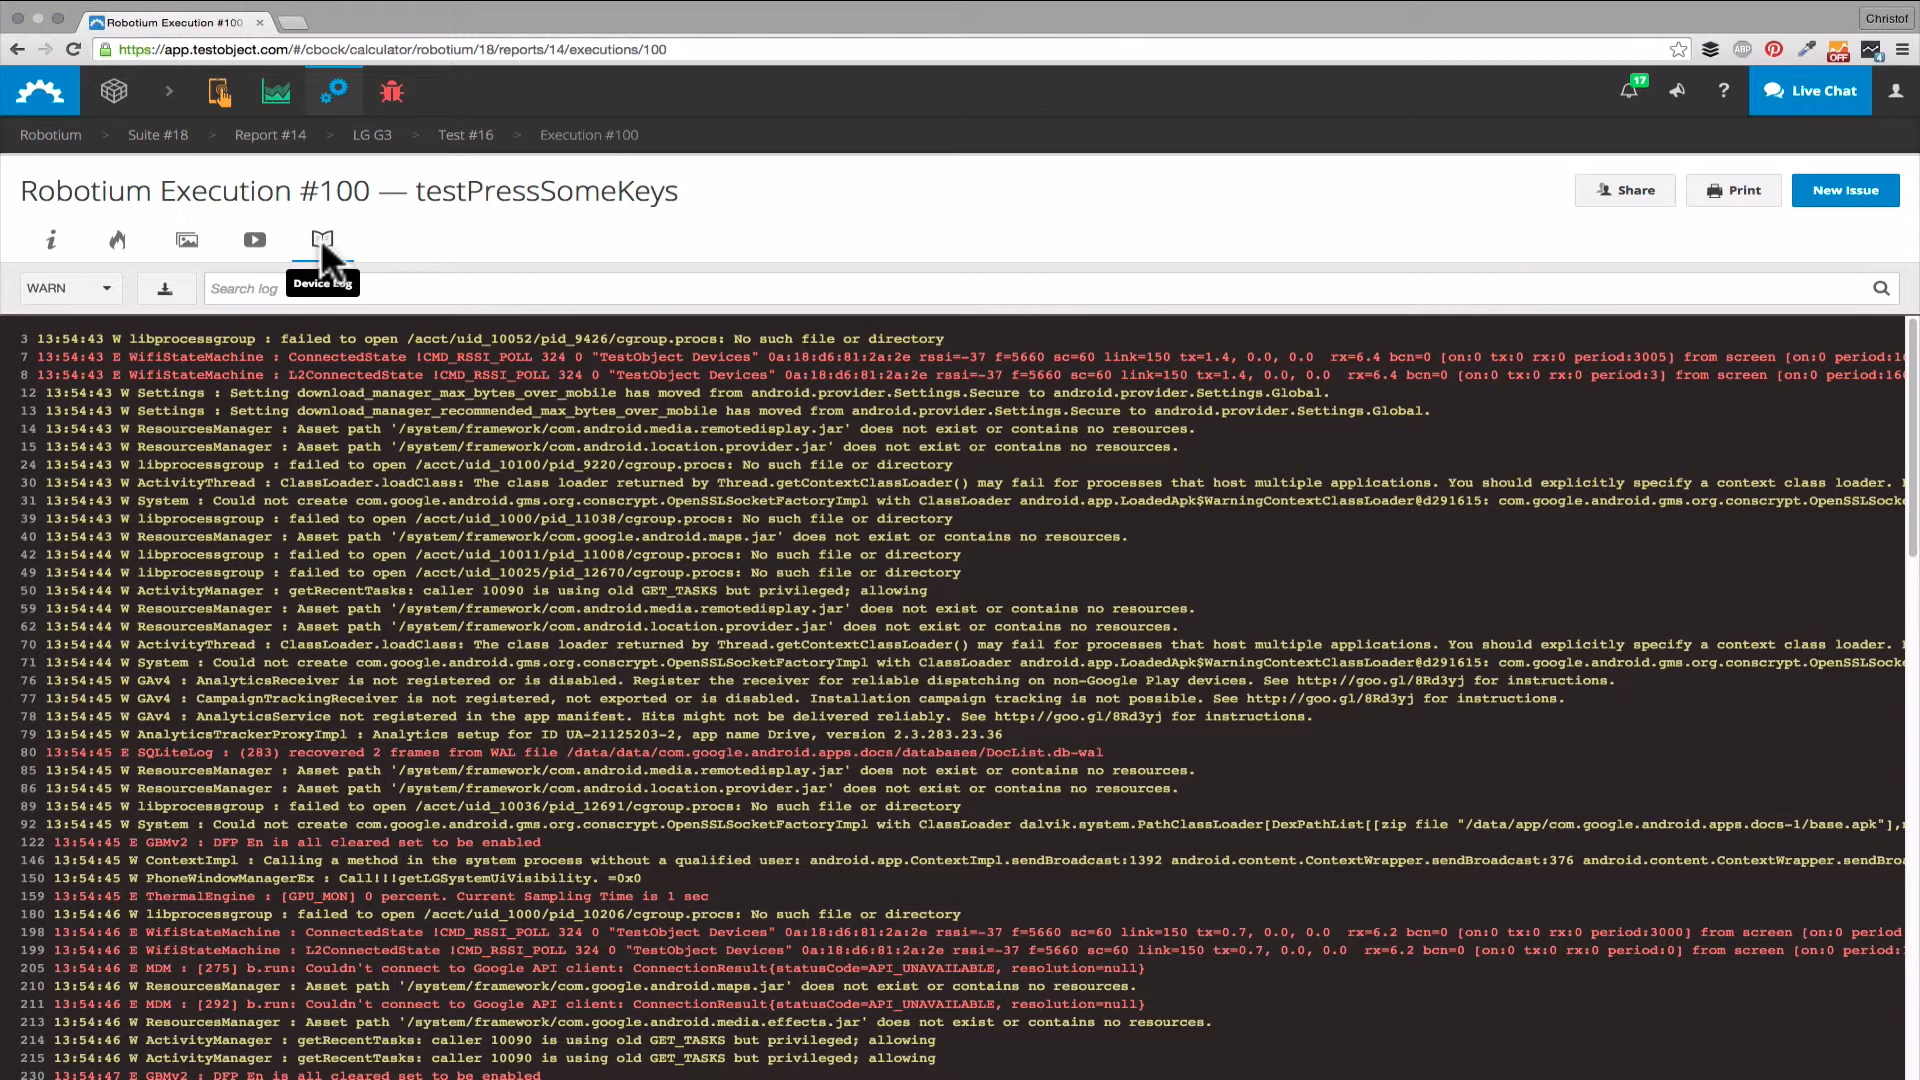 Robotium Execution #100
Christof
https://app.testobject.com/#/cbock/calculator/robotium/18/reports/14/executions/100
ABP
OFF
4
17
?
Live Chat
Robotium > Suite #18 > Report #14 > LG G3 > Test #16 > Execution #100
Robotium Execution #100 — testPressSomeKeys
Share
Print
New Issue
WARN
Search log
Device Log
3 13:54:43 W libprocessgroup : failed to open /acct/uid_10052/pid_9426/cgroup.procs: No such file or directory
7 13:54:43 E WifiStateMachine : ConnectedState !CMD_RSSI_POLL 324 0 "TestObject Devices" 0a:18:d6:81:2a:2e rssi=-37 f=5660 sc=60 link=150 tx=1.4, 0.0, 0.0 rx=6.4 bcn=0 [on:0 tx:0 rx:0 period:3005] from screen [on:0 period:16
8 13:54:43 E WifiStateMachine : L2ConnectedState !CMD_RSSI_POLL 324 0 "TestObject Devices" 0a:18:d6:81:2a:2e rssi=-37 f=5660 sc=60 link=150 tx=1.4, 0.0, 0.0 rx=6.4 bcn=0 [on:0 tx:0 rx:0 period:3] from screen [on:0 period:160
12 13:54:43 W Settings : Setting download_manager_max_bytes_over_mobile has moved from android.provider.Settings.Secure to android.provider.Settings.Global.
13 13:54:43 W Settings : Setting download_manager_recommended_max_bytes_over_mobile has moved from android.provider.Settings.Secure to android.provider.Settings.Global.
14 13:54:43 W ResourcesManager : Asset path '/system/framework/com.android.media.remotedisplay.jar' does not exist or contains no resources.
15 13:54:43 W ResourcesManager : Asset path '/system/framework/com.android.location.provider.jar' does not exist or contains no resources.
24 13:54:43 W libprocessgroup : failed to open /acct/uid_10100/pid_9220/cgroup.procs: No such file or directory
30 13:54:43 W ActivityThread : ClassLoader.loadClass: The class loader returned by Thread.getContextClassLoader() may fail for processes that host multiple applications. You should explicitly specify a context class loader.
31 13:54:43 W System : Could not create com.google.android.gms.org.conscrypt.OpenSSLSocketFactoryImpl with ClassLoader android.app.LoadedApk$WarningContextClassLoader@d291615: com.google.android.gms.org.conscrypt.OpenSSLSocke
39 13:54:43 W libprocessgroup : failed to open /acct/uid_1000/pid_11038/cgroup.procs: No such file or directory
40 13:54:43 W ResourcesManager : Asset path '/system/framework/com.google.android.maps.jar' does not exist or contains no resources.
42 13:54:44 W libprocessgroup : failed to open /acct/uid_10011/pid_11008/cgroup.procs: No such file or directory
49 13:54:44 W libprocessgroup : failed to open /acct/uid_10025/pid_12670/cgroup.procs: No such file or directory
50 13:54:44 W ActivityManager : getRecentTasks: caller 10090 is using old GET_TASKS but privileged; allowing
59 13:54:44 W ResourcesManager : Asset path '/system/framework/com.android.media.remotedisplay.jar' does not exist or contains no resources.
62 13:54:44 W ResourcesManager : Asset path '/system/framework/com.android.location.provider.jar' does not exist or contains no resources.
70 13:54:44 W ActivityThread : ClassLoader.loadClass: The class loader returned by Thread.getContextClassLoader() may fail for processes that host multiple applications. You should explicitly specify a context class loader.
71 13:54:44 W System : Could not create com.google.android.gms.org.conscrypt.OpenSSLSocketFactoryImpl with ClassLoader android.app.LoadedApk$WarningContextClassLoader@d291615: com.google.android.gms.org.conscrypt.OpenSSLSocke
76 13:54:45 W GAv4 : AnalyticsReceiver is not registered or is disabled. Register the receiver for reliable dispatching on non-Google Play devices. See http://goo.gl/8Rd3yj for instructions.
77 13:54:45 W GAv4 : CampaignTrackingReceiver is not registered, not exported or is disabled. Installation campaign tracking is not possible. See http://goo.gl/8Rd3yj for instructions.
78 13:54:45 W GAv4 : AnalyticsService not registered in the app manifest. Hits might not be delivered reliably. See http://goo.gl/8Rd3yj for instructions.
79 13:54:45 W AnalyticsTrackerProxyImpl : Analytics setup for ID UA-21125203-2, app name Drive, version 2.3.283.23.36
80 13:54:45 E SQLiteLog : (283) recovered 2 frames from WAL file /data/data/com.google.android.apps.docs/databases/DocList.db-wal
85 13:54:45 W ResourcesManager : Asset path '/system/framework/com.android.media.remotedisplay.jar' does not exist or contains no resources.
86 13:54:45 W ResourcesManager : Asset path '/system/framework/com.android.location.provider.jar' does not exist or contains no resources.
89 13:54:45 W libprocessgroup : failed to open /acct/uid_10036/pid_12691/cgroup.procs: No such file or directory
92 13:54:45 W System : Could not create com.google.android.gms.org.conscrypt.OpenSSLSocketFactoryImpl with ClassLoader dalvik.system.PathClassLoader[DexPathList[[zip file "/data/app/com.google.android.apps.docs-1/base.apk"],
122 13:54:45 E GBMv2 : DFP En is all cleared set to be enabled
146 13:54:45 W ContextImpl : Calling a method in the system process without a qualified user: android.app.ContextImpl.sendBroadcast:1392 android.content.ContextWrapper.sendBroadcast:376 android.content.ContextWrapper.sendBroa
150 13:54:45 W PhoneWindowManagerEx : Call!!!getLGSystemUiVisibility. =0x0
159 13:54:45 E ThermalEngine : [GPU_MON] 0 percent. Current Sampling Time is 1 sec
180 13:54:46 W libprocessgroup : failed to open /acct/uid_1000/pid_10206/cgroup.procs: No such file or directory
198 13:54:46 E WifiStateMachine : ConnectedState !CMD_RSSI_POLL 324 0 "TestObject Devices" 0a:18:d6:81:2a:2e rssi=-37 f=5660 sc=60 link=150 tx=0.7, 0.0, 0.0 rx=6.2 bcn=0 [on:0 tx:0 rx:0 period:3000] from screen [on:0 period:1
199 13:54:46 E WifiStateMachine : L2ConnectedState !CMD_RSSI_POLL 324 0 "TestObject Devices" 0a:18:d6:81:2a:2e rssi=-37 f=5660 sc=60 link=150 tx=0.7, 0.0, 0.0 rx=6.2 bcn=0 [on:0 tx:0 rx:0 period:0] from screen [on:0 period:
205 13:54:46 E MDM : [275] b.run: Couldn't connect to Google API client: ConnectionResult{statusCode=API_UNAVAILABLE, resolution=null}
210 13:54:46 W ResourcesManager : Asset path '/system/framework/com.google.android.maps.jar' does not exist or contains no resources.
211 13:54:46 E MDM : [292] b.run: Couldn't connect to Google API client: ConnectionResult{statusCode=API_UNAVAILABLE, resolution=null}
213 13:54:46 W ResourcesManager : Asset path '/system/framework/com.google.android.media.effects.jar' does not exist or contains no resources.
214 13:54:46 W ActivityManager : getRecentTasks: caller 10090 is using old GET_TASKS but privileged; allowing
215 13:54:46 W ActivityManager : getRecentTasks: caller 10090 is using old GET_TASKS but privileged; allowing
230 13:54:47 E GBMv2 : DFP En is all cleared set to be enabled